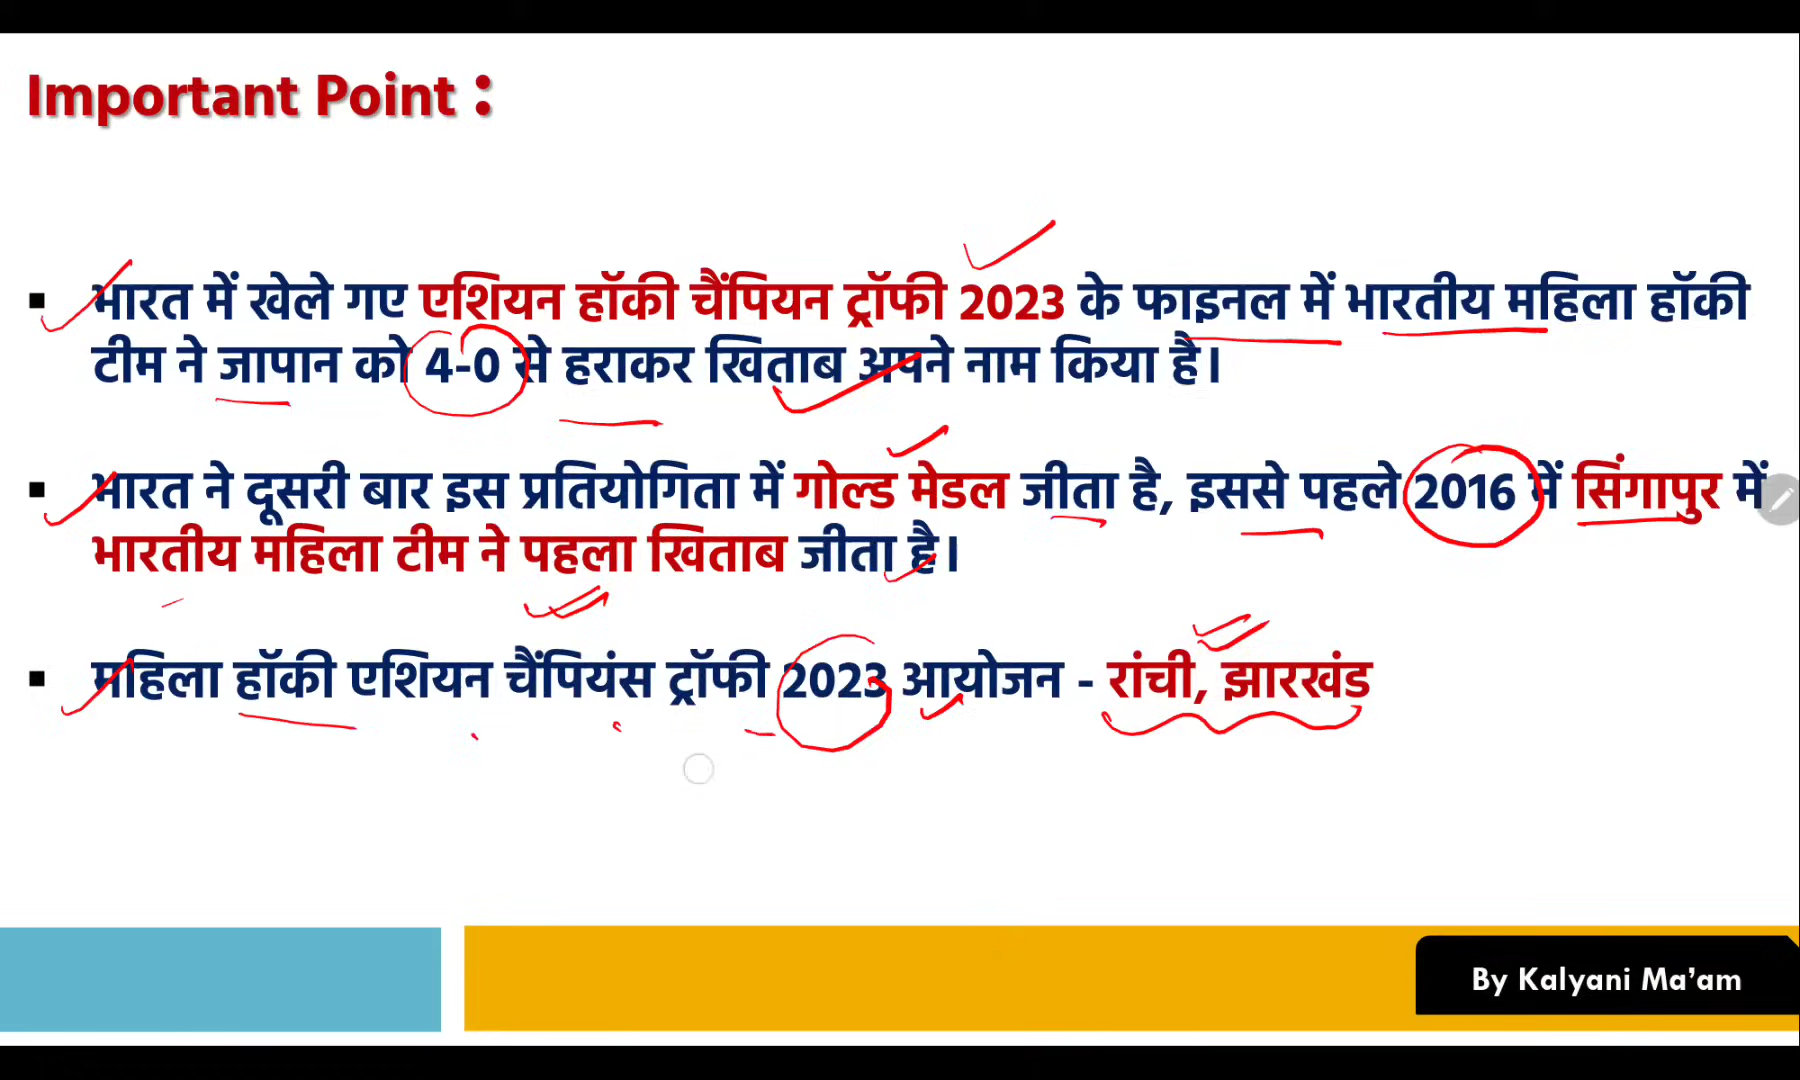 Important Point :
▪ भारत में खेले गए एशियन हॉकी चैंपियन ट्रॉफी 2023 के फाइनल में भारतीय महिला हॉकी
टीम ने जापान को 4-0 से हराकर खिताब अपने नाम किया है।
▪ भारत ने दूसरी बार इस प्रतियोगिता में गोल्ड मेडल जीता है, इससे पहले 2016 में सिंगापुर में
भारतीय महिला टीम ने पहला खिताब जीता है।
▪ महिला हॉकी एशियन चैंपियंस ट्रॉफी 2023 आयोजन - रांची, झारखंड
By Kalyani Ma’am